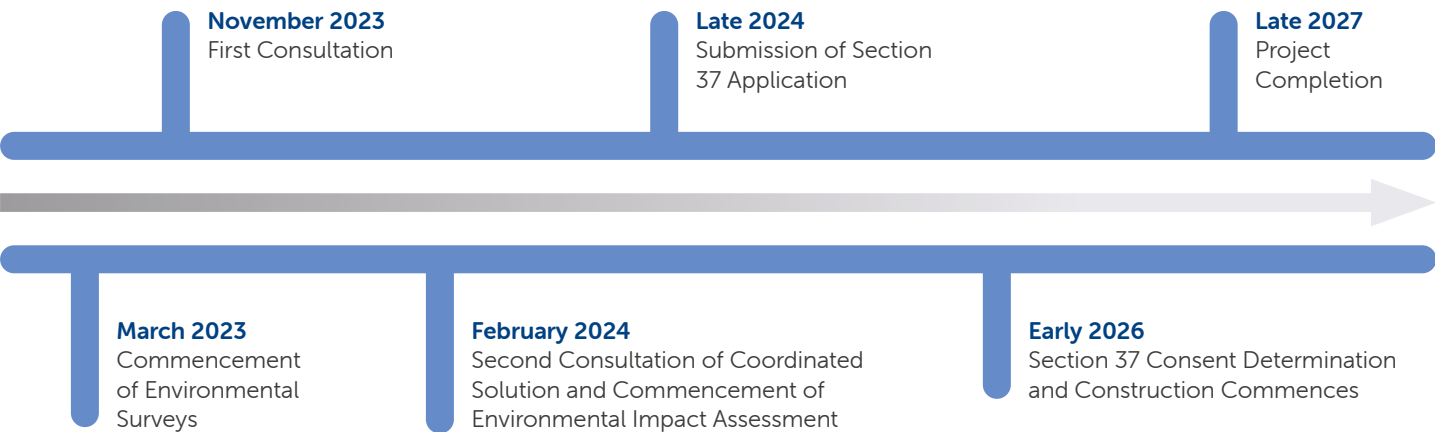 November 2023
First Consultation
Late 2024
Submission of Section
37 Application
Late 2027
Project
Completion
March 2023
Commencement
of Environmental
Surveys
February 2024
Second Consultation of Coordinated
Solution and Commencement of
Environmental Impact Assessment
Early 2026
Section 37 Consent Determination
and Construction Commences